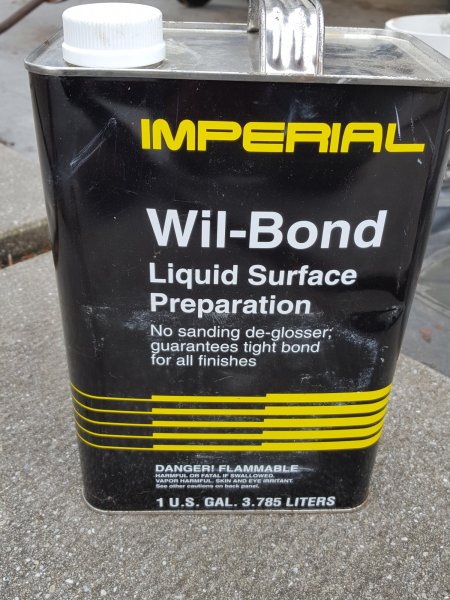 IMPERIAL
Wil-Bond
Liquid Surface
Preparation
No sanding de-glosser;
guarantees tight bond
for all finishes
DANGER! FLAMMABLE
HARMFUL OR FATAL IF SWALLOWED.
VAPOR HARMFUL. SKIN AND EYE IRRITANT.
See other cautions on back panel.
1 U.S. GAL. 3.785 LITERS